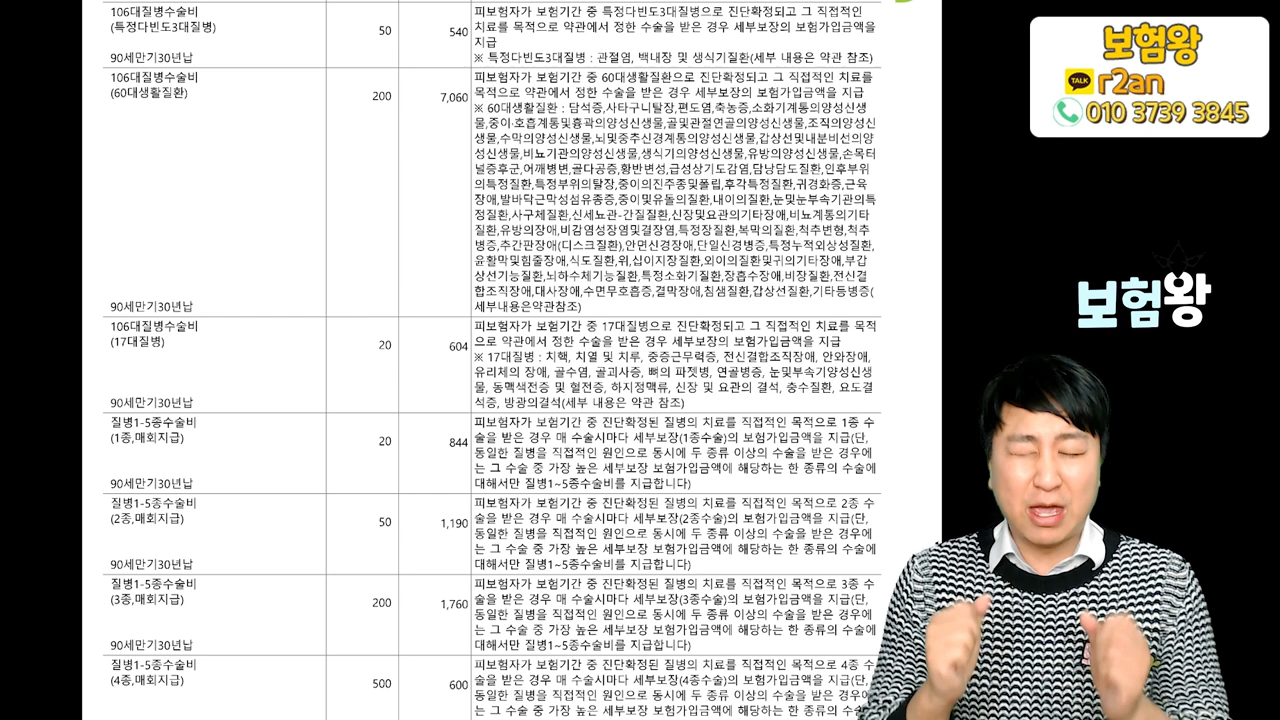 106대질병수술비
(특정다빈도3대질병)
90세만기30년납
50
540
피보험자가 보험기간 중 특정다빈도3대질병으로 진단확정되고 그 직접적인
치료를 목적으로 약관에서 정한 수술을 받은 경우 세부보장의 보험가입금액을
지급
※ 특정다빈도3대질병 : 관절염, 백내장 및 생식기질환(세부 내용은 약관 참조)
106대질병수술비
(60대생활질환)
90세만기30년납
200
7,060
피보험자가 보험기간 중 60대생활질환으로 진단확정되고 그 직접적인 치료를
목적으로 약관에서 정한 수술을 받은 경우 세부보장의 보험가입금액을 지급
※ 60대생활질환 : 담석증,사타구니탈장,편도염,축농증,소화기계통의양성신생
물,중이·호흡계통및흉곽의양성신생물,골및관절연골의양성신생물,조직의양성신
생물,수막의양성신생물,뇌및중추신경계통의양성신생물,갑상선및내분비선의양
성신생물,비뇨기관의양성신생물,생식기의양성신생물,유방의양성신생물,손목터
널증후군,어깨병변,골다공증,황반변성,급성상기도감염,담낭담도질환,인후부위
의특정질환,특정부위의탈장,중이의진주종및폴립,후각특정질환,귀경화증,근육
장애,발바닥근막성섬유종증,중이및유돌의질환,내이의질환,눈및눈부속기관의특
정질환,사구체질환,신세뇨관-간질질환,신장및요관의기타장애,비뇨계통의기타
질환,유방의장애,비감염성장염및결장염,특정장질환,복막의질환,척추변형,척추
병증,추간판장애(디스크질환),안면신경장애,단일신경병증,특정누적외상성질환,
윤활막및힘줄장애,식도질환,위,십이지장질환,외이의질환및귀의기타장애,부갑
상선기능질환,뇌하수체기능질환,특정소화기질환,장흡수장애,비장질환,전신결
합조직장애,대사장애,수면무호흡증,결막장애,침샘질환,갑상선질환,기타등병증(
세부내용은약관참조)
106대질병수술비
(17대질병)
90세만기30년납
20
604
피보험자가 보험기간 중 17대질병으로 진단확정되고 그 직접적인 치료를 목적
으로 약관에서 정한 수술을 받은 경우 세부보장의 보험가입금액을 지급
※ 17대질병 : 치핵, 치열 및 치루, 중증근무력증, 전신결합조직장애, 안와장애,
유리체의 장애, 골수염, 골괴사증, 뼈의 파젯병, 연골병증, 눈및부속기양성신생
물, 동맥색전증 및 혈전증, 하지정맥류, 신장 및 요관의 결석, 충수질환, 요도결
석증, 방광의결석(세부 내용은 약관 참조)
질병1-5종수술비
(1종,매회지급)
90세만기30년납
20
844
피보험자가 보험기간 중 진단확정된 질병의 치료를 직접적인 목적으로 1종 수
술을 받은 경우 매 수술시마다 세부보장(1종수술)의 보험가입금액을 지급(단,
동일한 질병을 직접적인 원인으로 동시에 두 종류 이상의 수술을 받은 경우에
는 그 수술 중 가장 높은 세부보장 보험가입금액에 해당하는 한 종류의 수술에
대해서만 질병1~5종수술비를 지급합니다)
질병1-5종수술비
(2종,매회지급)
90세만기30년납
50
1,190
피보험자가 보험기간 중 진단확정된 질병의 치료를 직접적인 목적으로 2종 수
술을 받은 경우 매 수술시마다 세부보장(2종수술)의 보험가입금액을 지급(단,
동일한 질병을 직접적인 원인으로 동시에 두 종류 이상의 수술을 받은 경우에
는 그 수술 중 가장 높은 세부보장 보험가입금액에 해당하는 한 종류의 수술에
대해서만 질병1~5종수술비를 지급합니다)
질병1-5종수술비
(3종,매회지급)
90세만기30년납
200
1,760
피보험자가 보험기간 중 진단확정된 질병의 치료를 직접적인 목적으로 3종 수
술을 받은 경우 매 수술시마다 세부보장(3종수술)의 보험가입금액을 지급(단,
동일한 질병을 직접적인 원인으로 동시에 두 종류 이상의 수술을 받은 경우에
는 그 수술 중 가장 높은 세부보장 보험가입금액에 해당하는 한 종류의 수술에
대해서만 질병1~5종수술비를 지급합니다)
질병1-5종수술비
(4종,매회지급)
500
600
피보험자가 보험기간 중 진단확정된 질병의 치료를 직접적인 목적으로 4종 수
술을 받은 경우 매 수술시마다 세부보장(4종수술)의 보험가입금액을 지급(단,
동일한 질병을 직접적인 원인으로 동시에 두 종류 이상의 수술을 받은 경우에
는 그 수술 중 가장 높은 세부보장 보험가입금액에 해당하는 한 종류의 수술에
보험왕
TALK r2an
010 3739 3845
보험왕